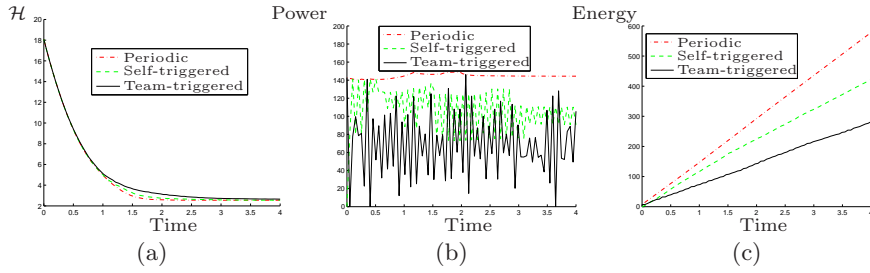 ℋ
20
18
16
14
12
10
8
6
4
2
0 0.5 1 1.5 2 2.5 3 3.5 4
Periodic
Self-triggered
Team-triggered
Time
(a)
Power
200
180
160
140
120
100
80
60
40
20
0
0 0.5 1 1.5 2 2.5 3 3.5 4
Periodic
Self-triggered
Team-triggered
Time
(b)
Energy
600
500
400
300
200
100
0
0 0.5 1 1.5 2 2.5 3 3.5 4
Periodic
Self-triggered
Team-triggered
Time
(c)